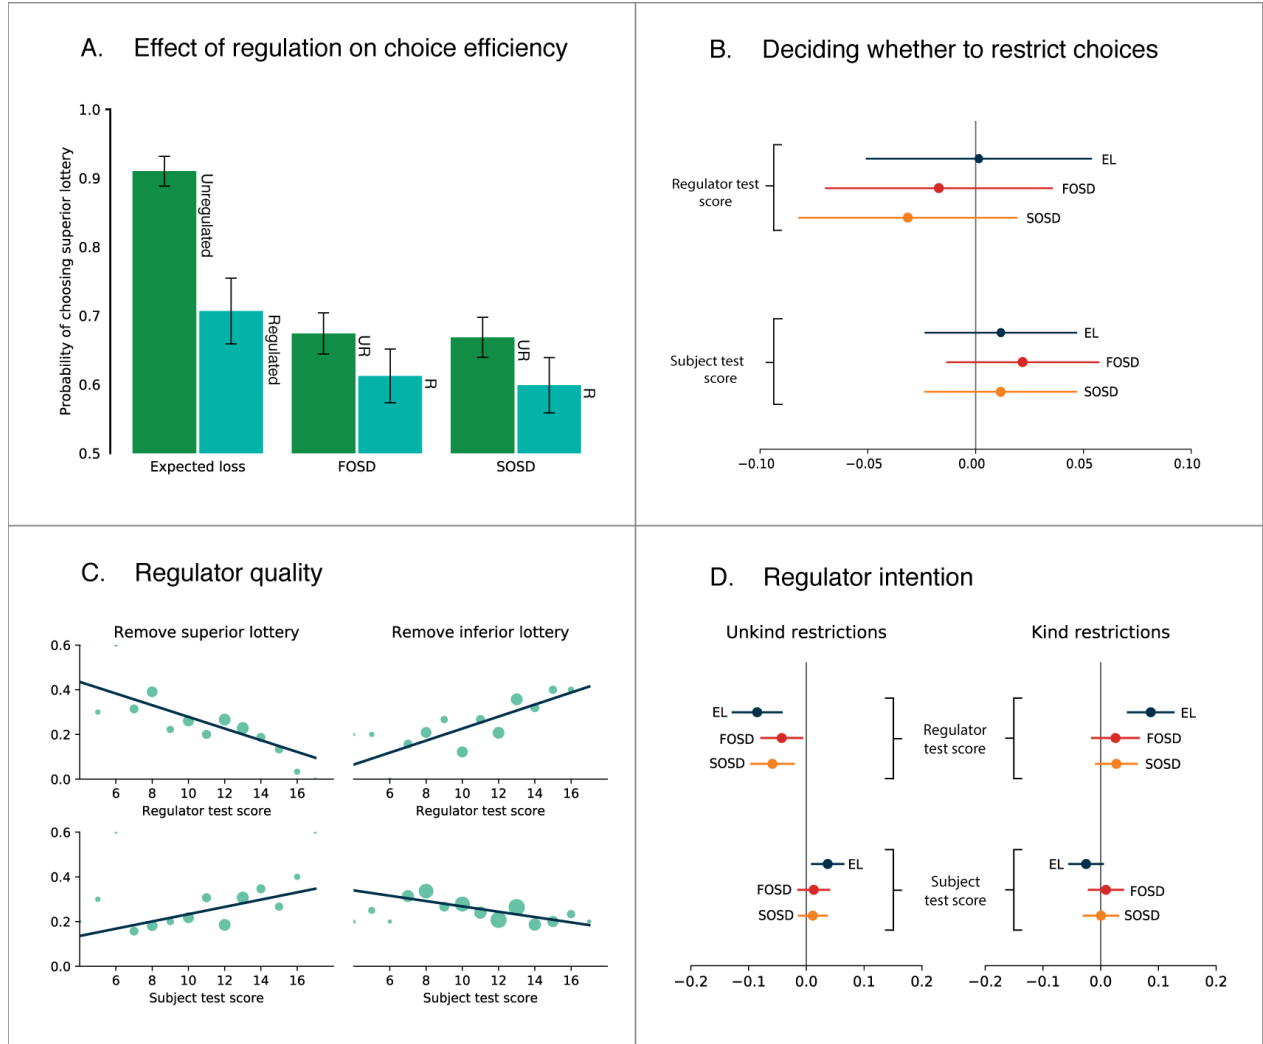 A. Effect of regulation on choice efficiency
Probability of choosing superior lottery
1.0
0.9
0.8
0.7
0.6
0.5
Unregulated
Regulated
UR
R
UR
R
Expected loss
FOSD
SOSD
B. Deciding whether to restrict choices
Regulator test
score
EL
FOSD
SOSD
Subject test
score
EL
FOSD
SOSD
−0.10
−0.05
0.00
0.05
0.10
C. Regulator quality
Remove superior lottery
0.6
0.4
0.2
0.0
6 8 10 12 14 16
Regulator test score
Remove inferior lottery
6 8 10 12 14 16
Regulator test score
0.6
0.4
0.2
0.0
6 8 10 12 14 16
Subject test score
6 8 10 12 14 16
Subject test score
D. Regulator intention
Unkind restrictions
Kind restrictions
EL
FOSD
SOSD
Regulator
test score
EL
FOSD
SOSD
EL
FOSD
SOSD
Subject
test score
EL
FOSD
SOSD
−0.2 −0.1 0.0 0.1 0.2
−0.2 −0.1 0.0 0.1 0.2